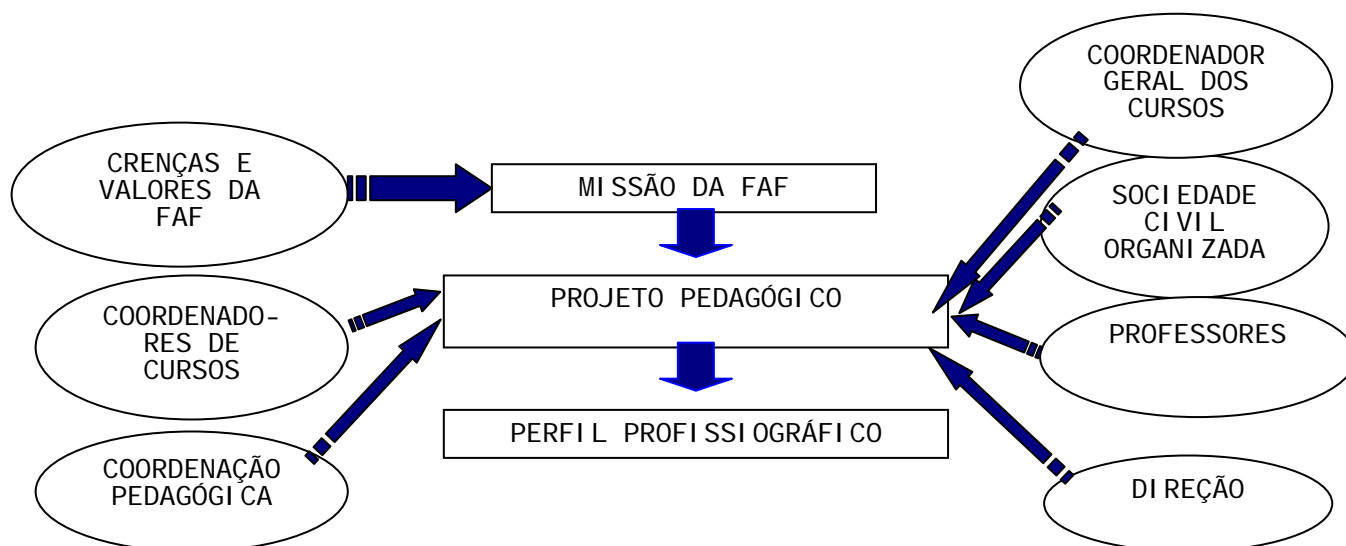 CRENÇAS E
VALORES DA
FAF
COORDENADO-
RES DE
CURSOS
COORDENAÇÃO
PEDAGÓGICA
MISSÃO DA FAF
PROJETO PEDAGÓGICO
PERFIL PROFISSIOGRÁFICO
COORDENADOR
GERAL DOS
CURSOS
SOCIEDADE
CIVIL
ORGANIZADA
PROFESSORES
DIREÇÃO